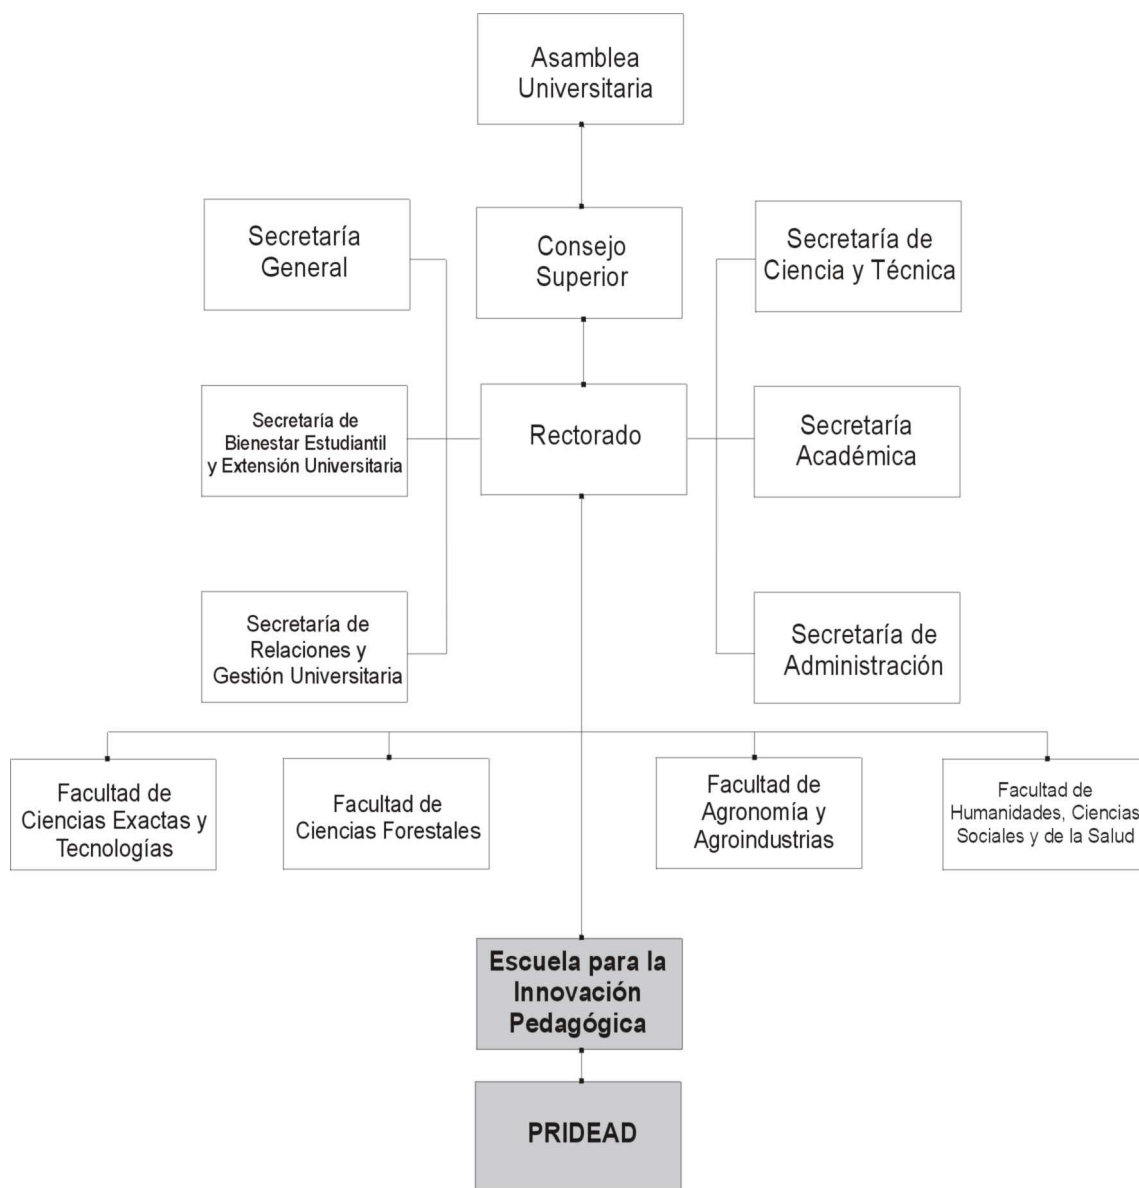 Asamblea
Universitaria
Secretaría
General
Consejo
Superior
Secretaría de
Ciencia y Técnica
Secretaría de
Bienestar Estudiantil
y Extensión Universitaria
Rectorado
Secretaría
Académica
Secretaría de
Relaciones y
Gestión Universitaria
Secretaría de
Administración
Facultad de
Ciencias Exactas y
Tecnologías
Facultad de
Ciencias Forestales
Facultad de
Agronomía y
Agroindustrias
Facultad de
Humanidades, Ciencias
Sociales y de la Salud
Escuela para la
Innovación
Pedagógica
PRIDEAD